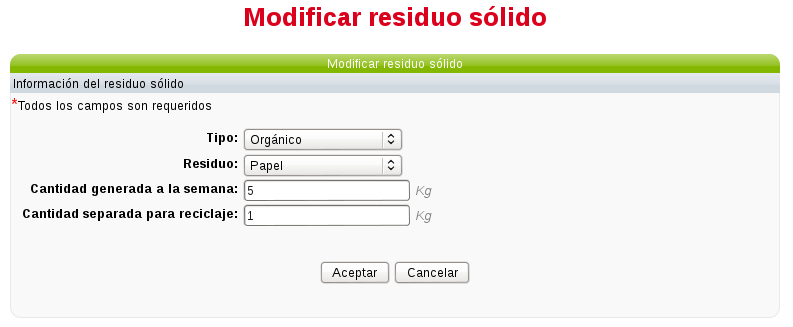 Modificar residuo sólido
Modificar residuo sólido
Información del residuo sólido
*Todos los campos son requeridos
Tipo: Orgánico
Residuo: Papel
Cantidad generada a la semana: 5 Kg
Cantidad separada para reciclaje: 1 Kg
Aceptar Cancelar